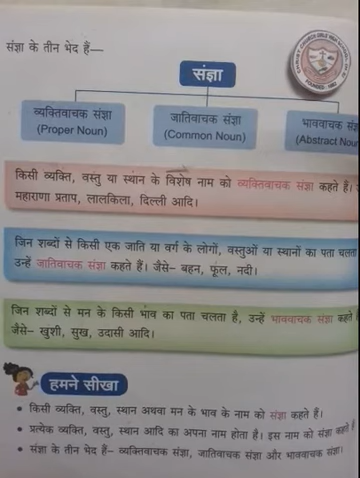 संज्ञा के तीन भेद हैं—
संज्ञा
व्यक्तिवाचक संज्ञा
(Proper Noun)
जातिवाचक संज्ञा
(Common Noun)
भाववाचक
(Abstract
किसी व्यक्ति, वस्तु या स्थान के विशेष नाम को व्यक्तिवाचक संज्ञा कहते हैं।
महाराणा प्रताप, लालकिला, दिल्ली आदि।
जिन शब्दों से किसी एक जाति या वर्ग के लोगों, वस्तुओं या स्थानों का पता चलता
उन्हें जातिवाचक संज्ञा कहते हैं। जैसे– बहन, फूल, नदी।
जिन शब्दों से मन के किसी भाव का पता चलता है, उन्हें भाववाचक संज्ञा कहते
जैसे– खुशी, सुख, उदासी आदि।
हमने सीखा
• किसी व्यक्ति, वस्तु, स्थान अथवा मन के भाव के नाम को संज्ञा कहते हैं।
• प्रत्येक व्यक्ति, वस्तु, स्थान आदि का अपना नाम होता है। इस नाम को संज्ञा कहते
• संज्ञा के तीन भेद हैं– व्यक्तिवाचक संज्ञा, जातिवाचक संज्ञा और भाववाचक संज्ञा।